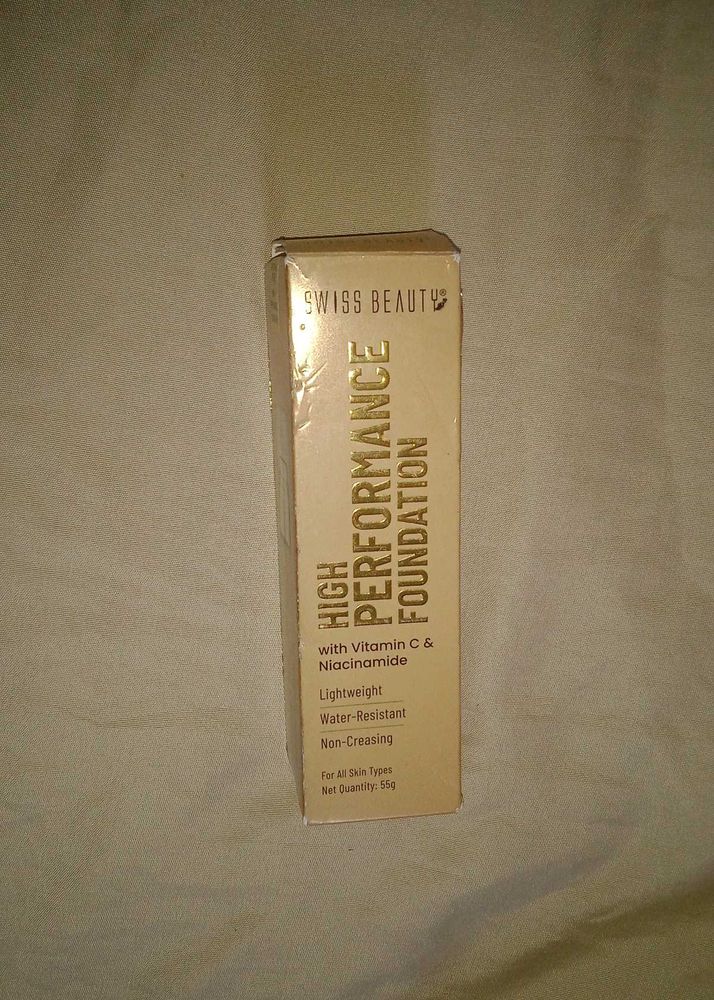 SWISS BEAUTY®
HIGH
PERFORMANCE
FOUNDATION
with Vitamin C &
Niacinamide
Lightweight
Water-Resistant
Non-Creasing
For All Skin Types
Net Quantity: 55g